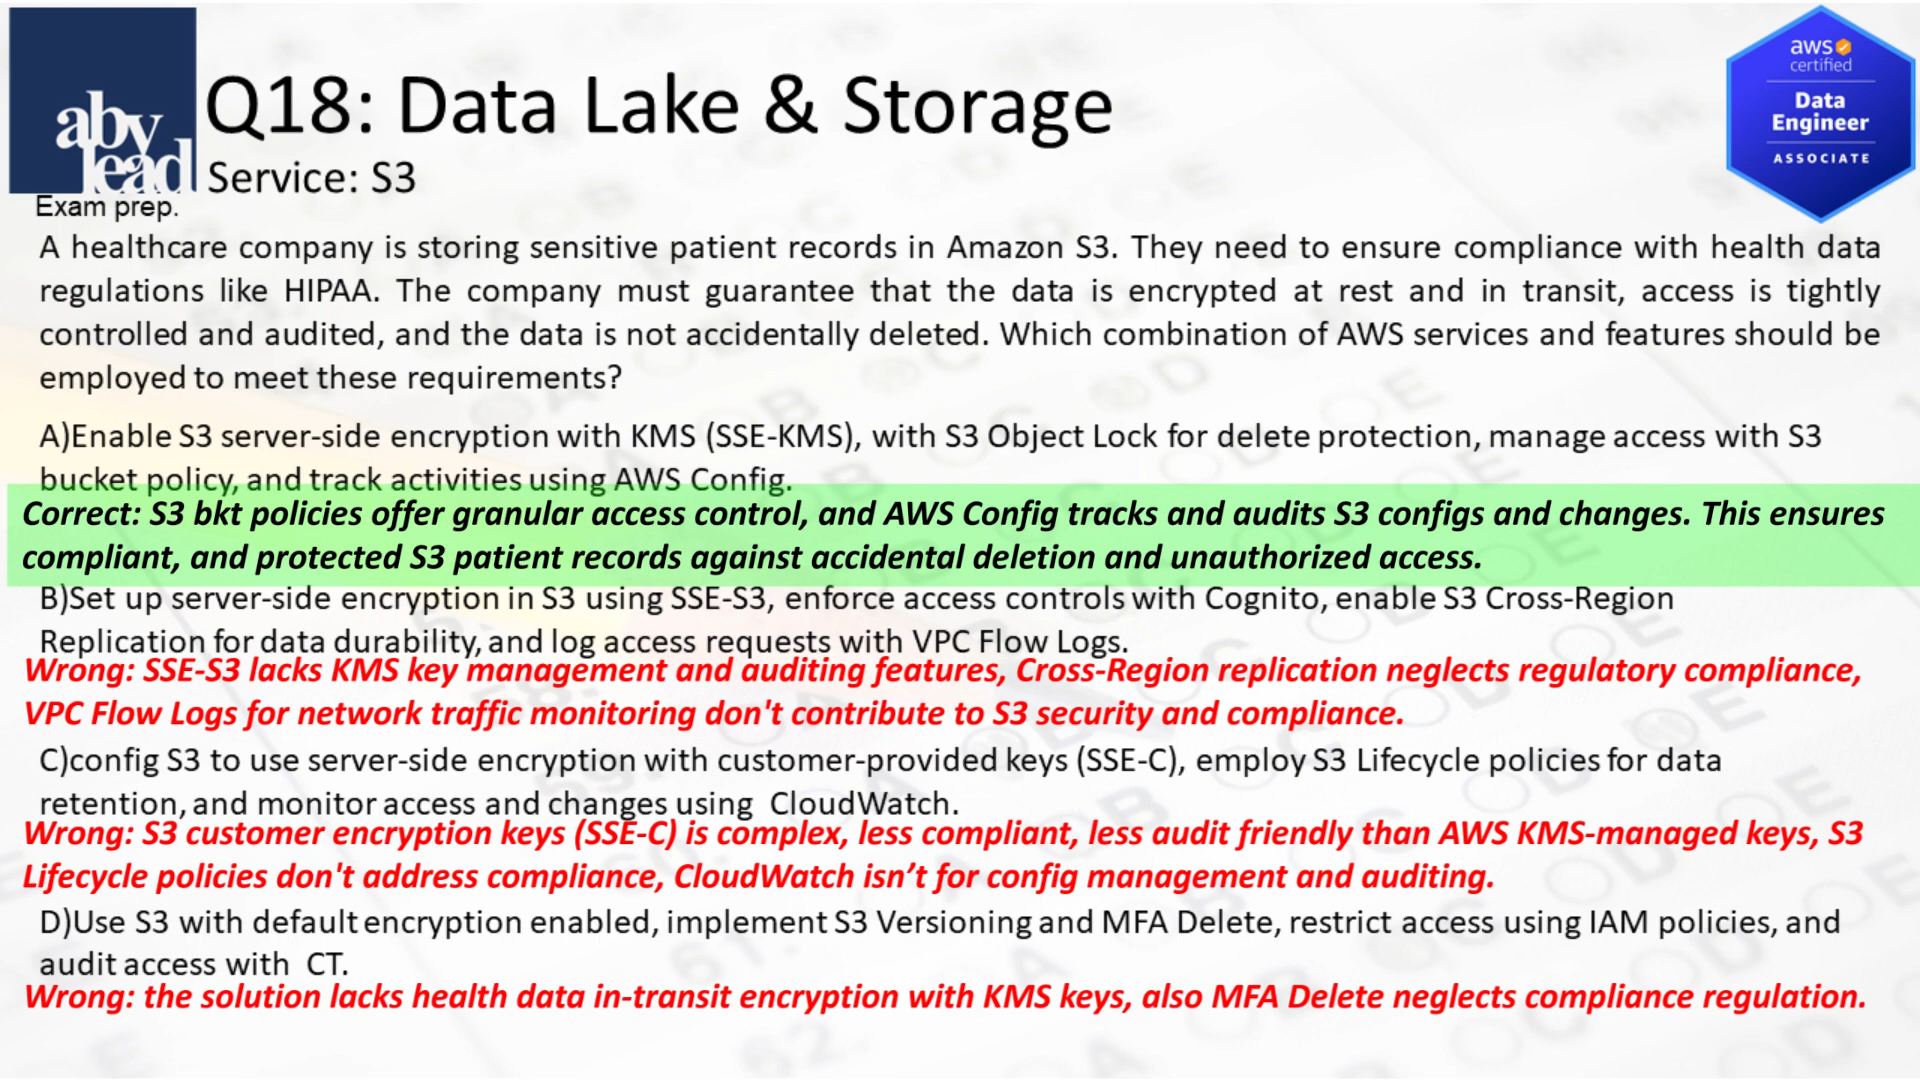 aby
lead
Exam prep.
Q18: Data Lake & Storage
Service: S3
aws
certified
Data
Engineer
ASSOCIATE
A healthcare company is storing sensitive patient records in Amazon S3. They need to ensure compliance with health data
regulations like HIPAA. The company must guarantee that the data is encrypted at rest and in transit, access is tightly
controlled and audited, and the data is not accidentally deleted. Which combination of AWS services and features should be
employed to meet these requirements?
A)Enable S3 server-side encryption with KMS (SSE-KMS), with S3 Object Lock for delete protection, manage access with S3
bucket policy, and track activities using AWS Config.
Correct: S3 bkt policies offer granular access control, and AWS Config tracks and audits S3 configs and changes. This ensures
compliant, and protected S3 patient records against accidental deletion and unauthorized access.
B)Set up server-side encryption in S3 using SSE-S3, enforce access controls with Cognito, enable S3 Cross-Region
Replication for data durability, and log access requests with VPC Flow Logs.
Wrong: SSE-S3 lacks KMS key management and auditing features, Cross-Region replication neglects regulatory compliance,
VPC Flow Logs for network traffic monitoring don't contribute to S3 security and compliance.
C)config S3 to use server-side encryption with customer-provided keys (SSE-C), employ S3 Lifecycle policies for data
retention, and monitor access and changes using CloudWatch.
Wrong: S3 customer encryption keys (SSE-C) is complex, less compliant, less audit friendly than AWS KMS-managed keys, S3
Lifecycle policies don't address compliance, CloudWatch isn’t for config management and auditing.
D)Use S3 with default encryption enabled, implement S3 Versioning and MFA Delete, restrict access using IAM policies, and
audit access with CT.
Wrong: the solution lacks health data in-transit encryption with KMS keys, also MFA Delete neglects compliance regulation.